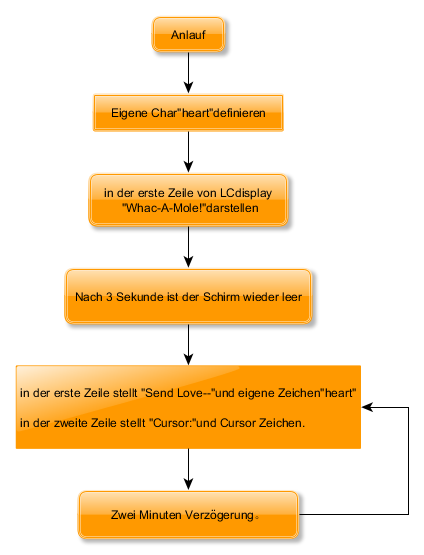 Anlauf
Eigene Char"heart"definieren
in der erste Zeile von LCdisplay
"Whac-A-Mole!"darstellen
Nach 3 Sekunde ist der Schirm wieder leer
in der erste Zeile stellt "Send Love--"und eigene Zeichen"heart"
in der zweite Zeile stellt "Cursor:"und Cursor Zeichen.
Zwei Minuten Verzögerung。